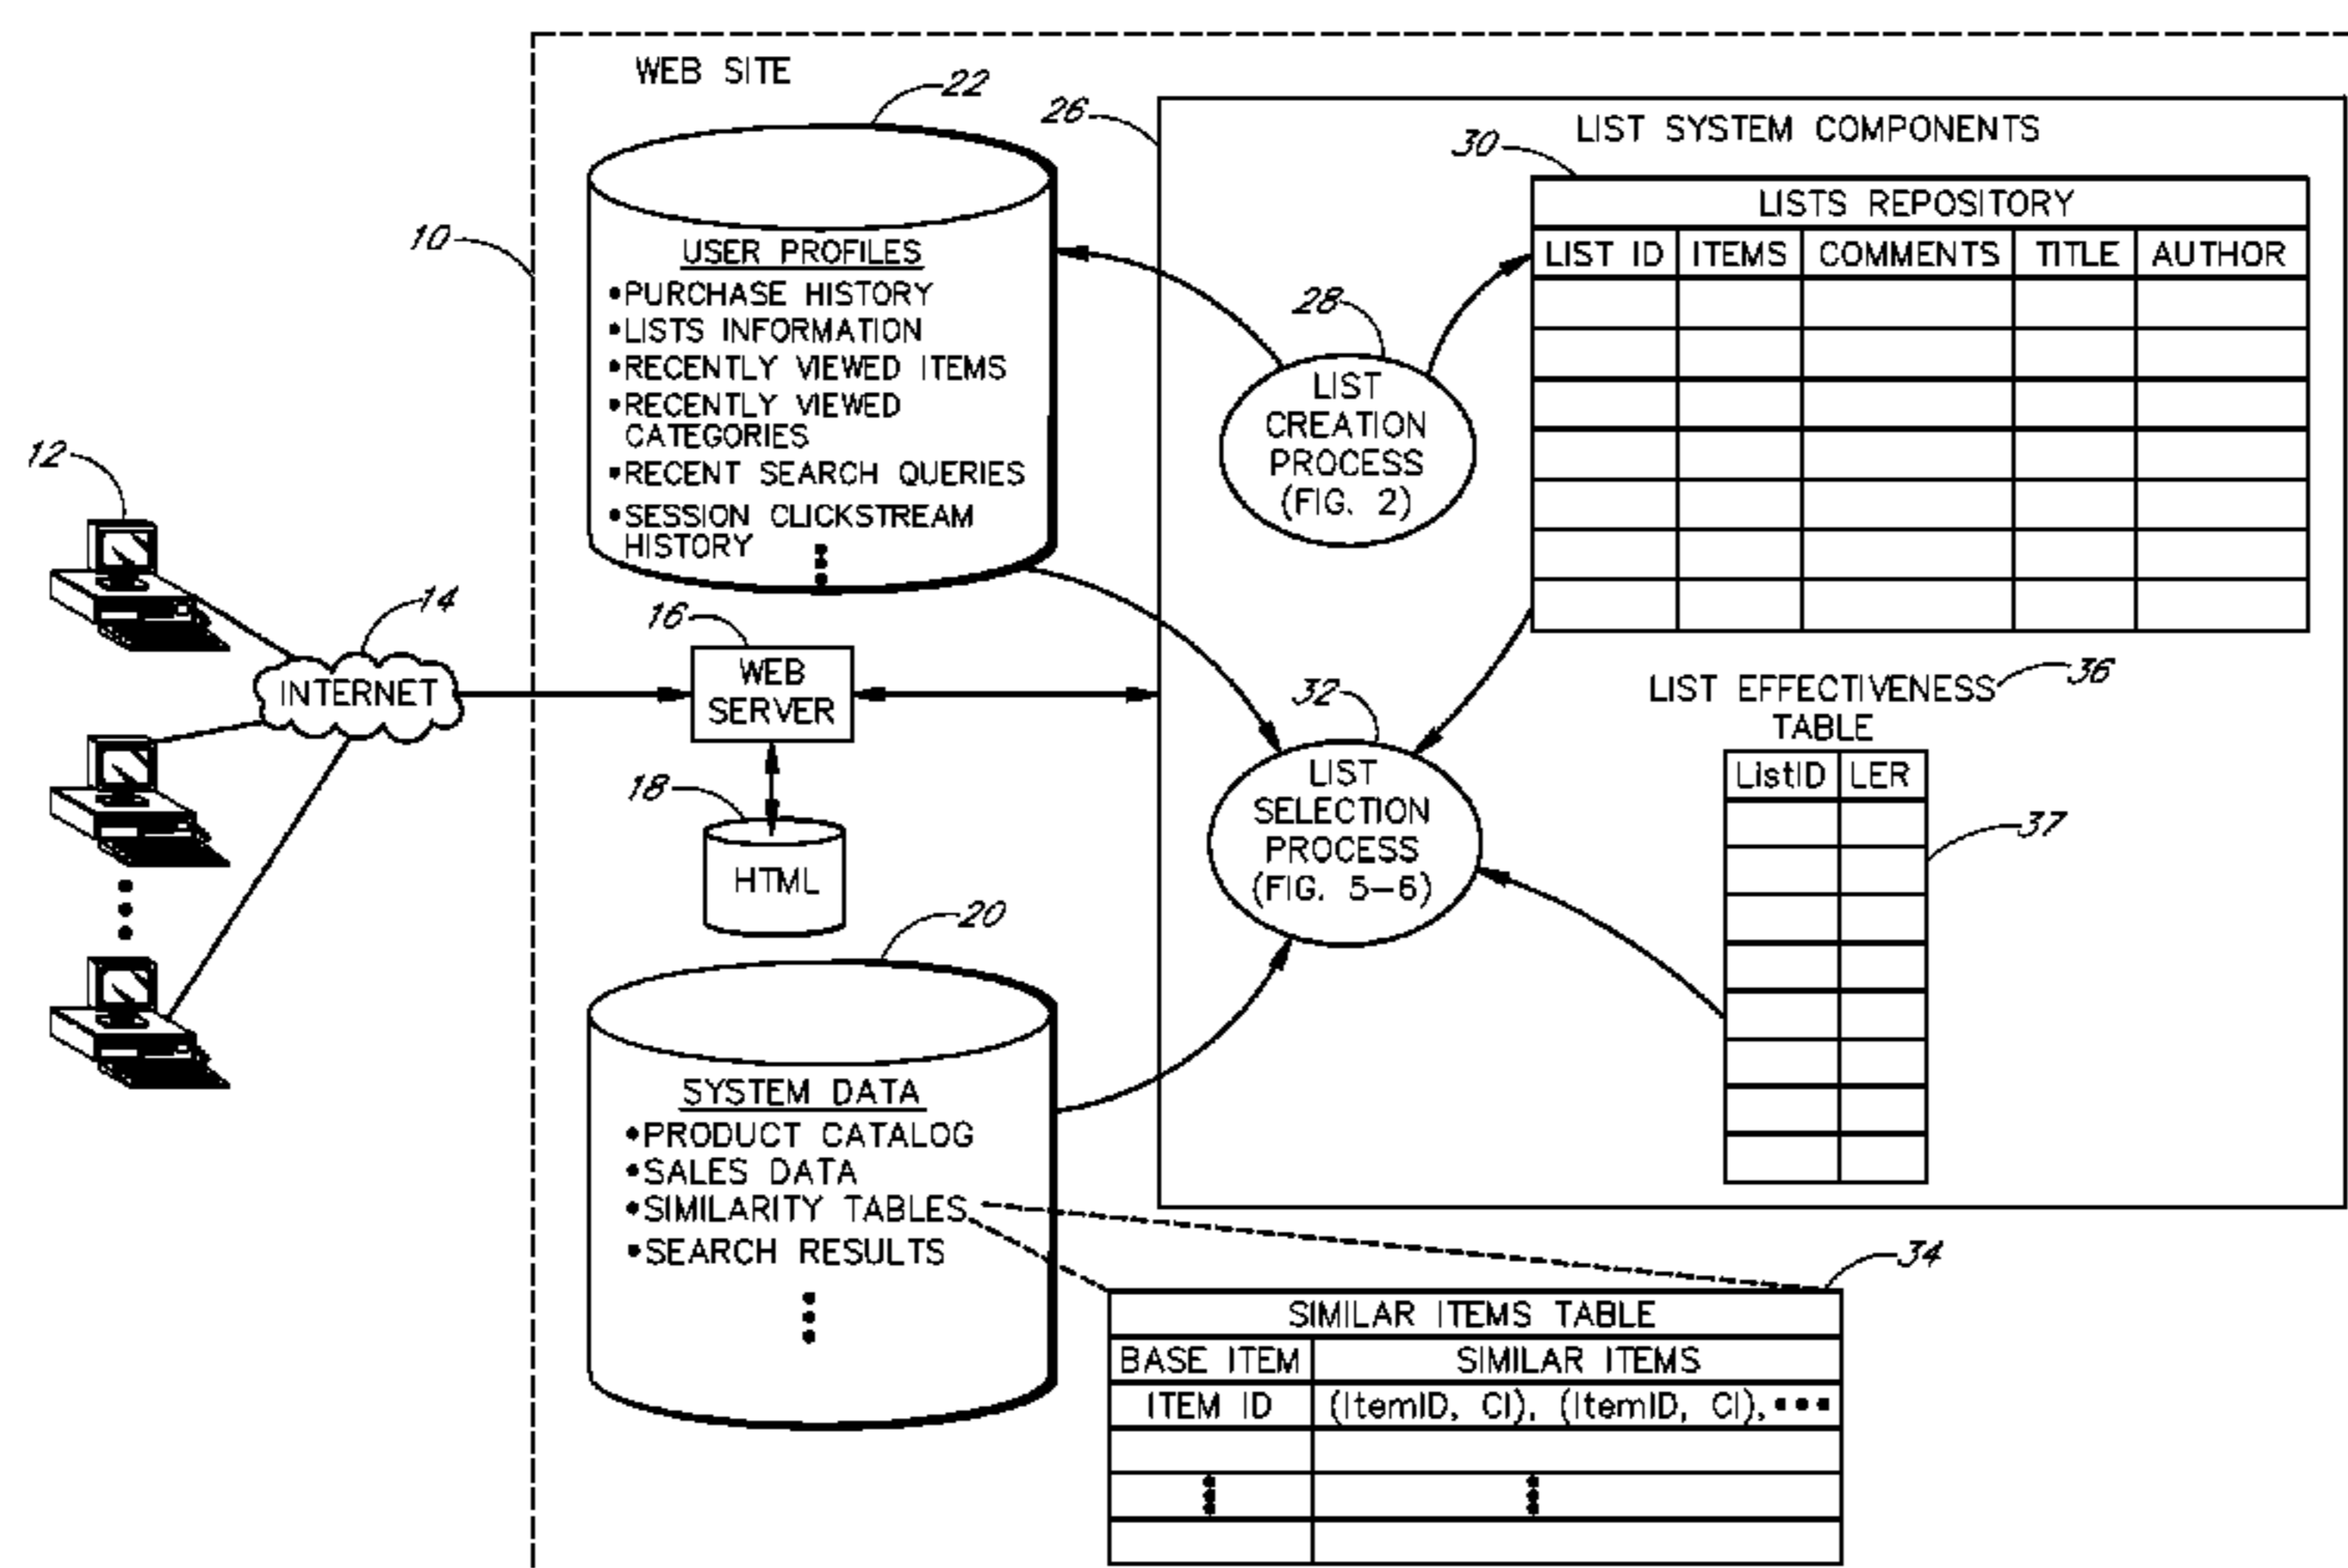 WEB SITE
22
26
LIST SYSTEM COMPONENTS
30
LISTS REPOSITORY
LIST ID ITEMS COMMENTS TITLE AUTHOR
10
USER PROFILES
•PURCHASE HISTORY
•LISTS INFORMATION
•RECENTLY VIEWED ITEMS
•RECENTLY VIEWED
CATEGORIES
•RECENT SEARCH QUERIES
•SESSION CLICKSTREAM
HISTORY
28
LIST
CREATION
PROCESS
(FIG. 2)
12
14
INTERNET
16
WEB
SERVER
18
HTML
32
LIST
SELECTION
PROCESS
(FIG. 5-6)
LIST EFFECTIVENESS
TABLE
36
ListID LER
37
20
SYSTEM DATA
•PRODUCT CATALOG
•SALES DATA
•SIMILARITY TABLES
•SEARCH RESULTS
34
SIMILAR ITEMS TABLE
BASE ITEM SIMILAR ITEMS
ITEM ID (ItemID, CI), (ItemID, CI), •••